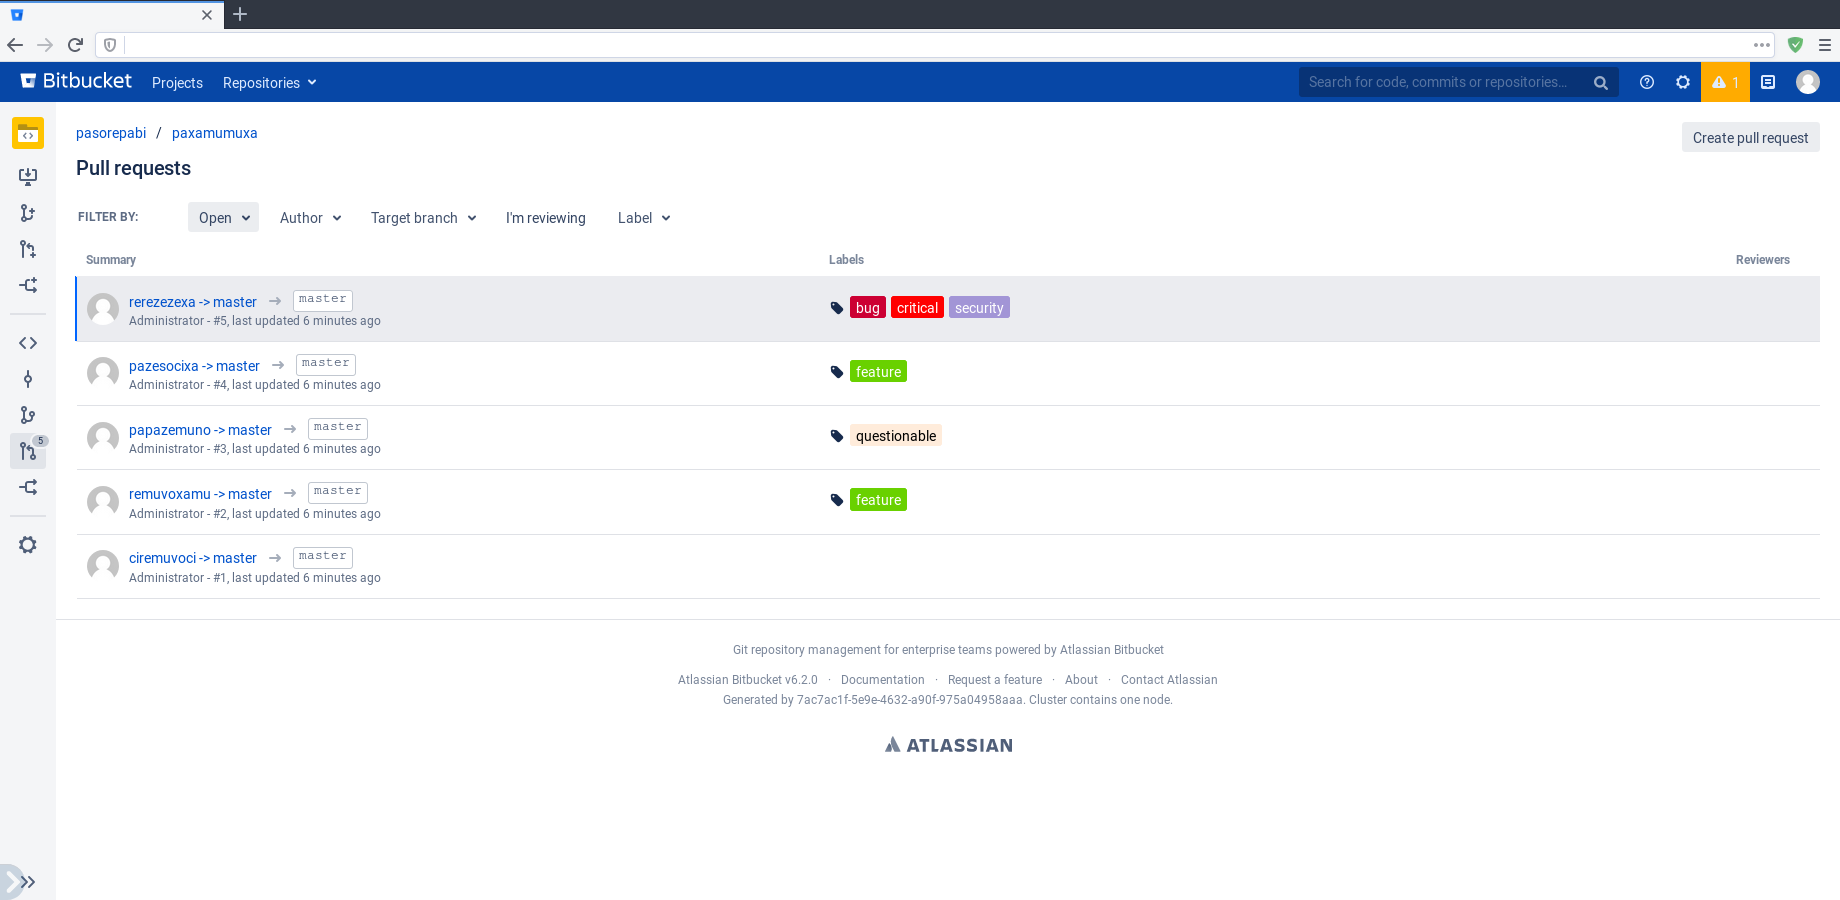 Bitbucket Projects Repositories Search for code, commits or repositories... 1
pasorepabi / paxamumuxa
Create pull request
Pull requests
FILTER BY: Open Author Target branch I'm reviewing Label
Summary Labels Reviewers
rerezezexa -> master → master
Administrator - #5, last updated 6 minutes ago
bug critical security
pazesocixa -> master → master
Administrator - #4, last updated 6 minutes ago
feature
papazemuno -> master → master
Administrator - #3, last updated 6 minutes ago
questionable
5
remuvoxamu -> master → master
Administrator - #2, last updated 6 minutes ago
feature
ciremuvoci -> master → master
Administrator - #1, last updated 6 minutes ago
Git repository management for enterprise teams powered by Atlassian Bitbucket
Atlassian Bitbucket v6.2.0 · Documentation · Request a feature · About · Contact Atlassian
Generated by 7ac7ac1f-5e9e-4632-a90f-975a04958aaa. Cluster contains one node.
ATLASSIAN